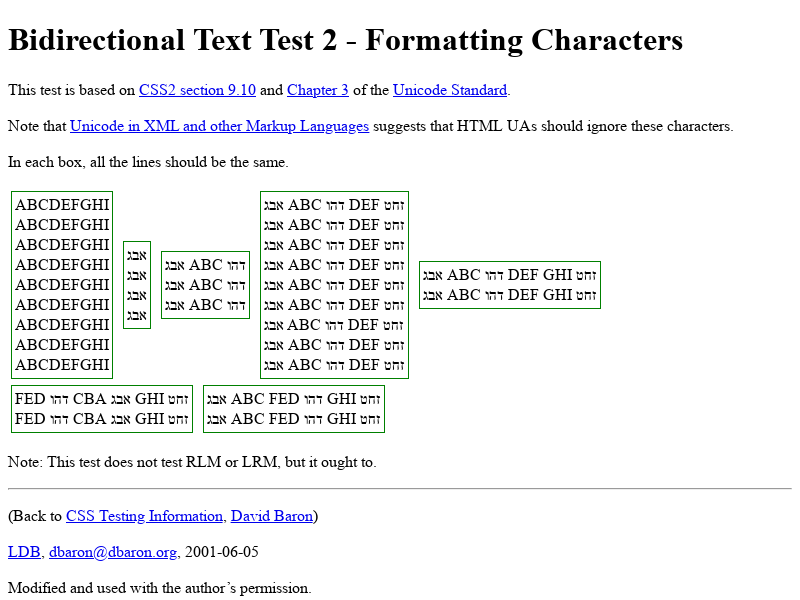 Bidirectional Text Test 2 - Formatting Characters
This test is based on CSS2 section 9.10 and Chapter 3 of the Unicode Standard.
Note that Unicode in XML and other Markup Languages suggests that HTML UAs should ignore these characters.
In each box, all the lines should be the same.
ABCDEFGHI
ABCDEFGHI
ABCDEFGHI
ABCDEFGHI
ABCDEFGHI
ABCDEFGHI
ABCDEFGHI
ABCDEFGHI
ABCDEFGHI
אבג
אבג
אבג
אבג
אבג ABC דהו
אבג ABC דהו
אבג ABC דהו
אבג ABC דהו DEF זחט
אבג ABC דהו DEF זחט
אבג ABC דהו DEF זחט
אבג ABC דהו DEF זחט
אבג ABC דהו DEF זחט
אבג ABC דהו DEF זחט
אבג ABC דהו DEF זחט
אבג ABC דהו DEF זחט
אבג ABC דהו DEF זחט
אבג ABC דהו DEF GHI זחט
אבג ABC דהו DEF GHI זחט
FED דהו CBA אבג GHI זחט
FED דהו CBA אבג GHI זחט
אבג ABC FED דהו GHI זחט
אבג ABC FED דהו GHI זחט
Note: This test does not test RLM or LRM, but it ought to.
(Back to CSS Testing Information, David Baron)
LDB, dbaron@dbaron.org, 2001-06-05
Modified and used with the author’s permission.